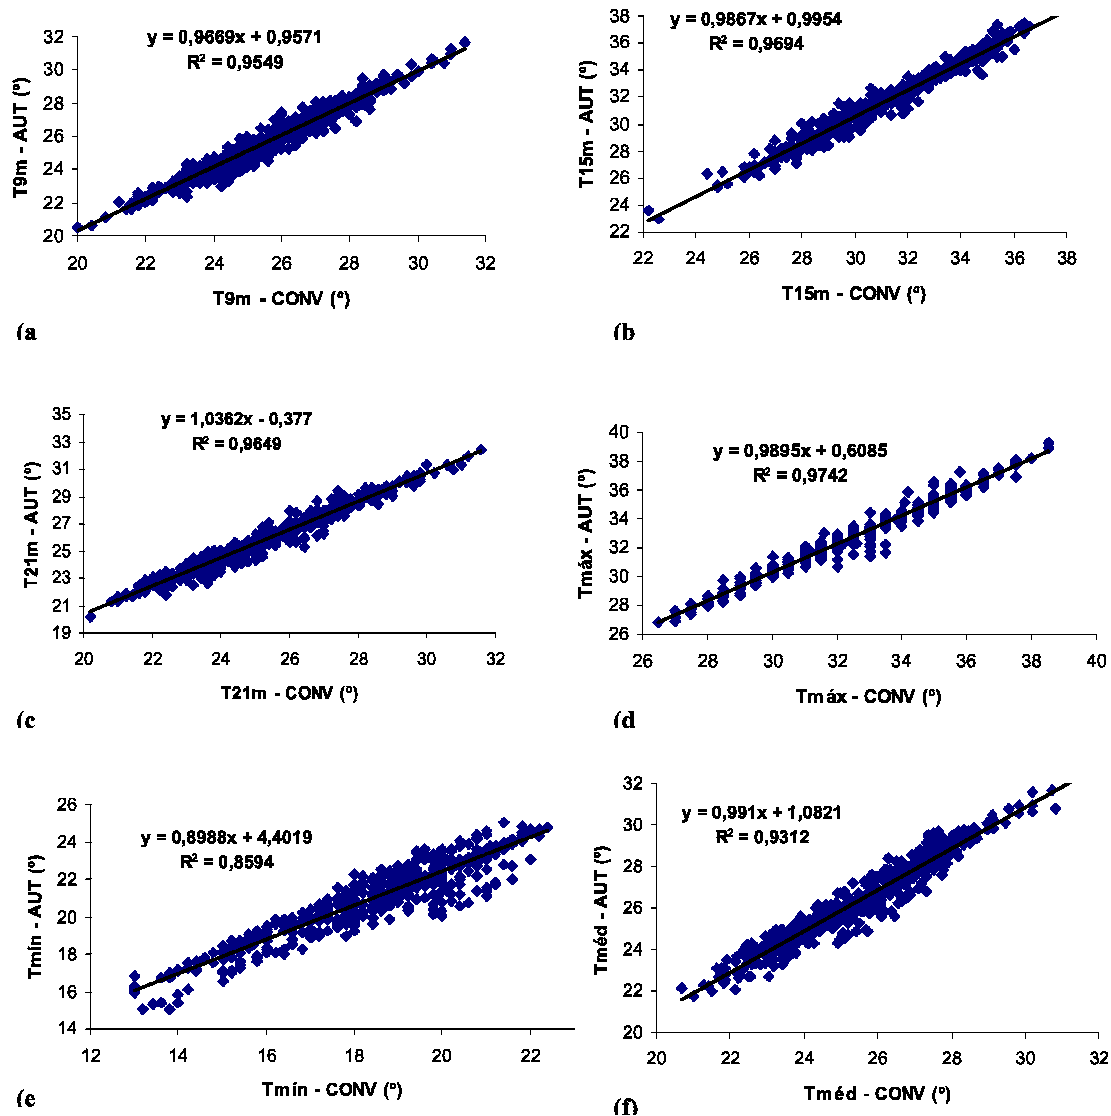 y = 0,9669x + 0,9571
R² = 0,9549
T9m - AUT (º)
32
30
28
26
24
22
20
20 22 24 26 28 30 32
T9m - CONV (º)
(a
y = 0,9867x + 0,9954
R² = 0,9694
T15m - AUT (º)
38
36
34
32
30
28
26
24
22
22 24 26 28 30 32 34 36 38
T15m - CONV (º)
(b
y = 1,0362x - 0,377
R² = 0,9649
T21m - AUT (º)
35
33
31
29
27
25
23
21
19
20 22 24 26 28 30 32
T21m - CONV (º)
(c
y = 0,9895x + 0,6085
R² = 0,9742
Tmáx - AUT (º)
40
38
36
34
32
30
28
26
26 28 30 32 34 36 38 40
Tmáx - CONV (º)
(d
y = 0,8988x + 4,4019
R² = 0,8594
Tmín - AUT (º)
26
24
22
20
18
16
14
12 14 16 18 20 22
Tmín - CONV (º)
(e
y = 0,991x + 1,0821
R² = 0,9312
Tméd - AUT (º)
32
30
28
26
24
22
20
20 22 24 26 28 30 32
Tméd - CONV (º)
(f)